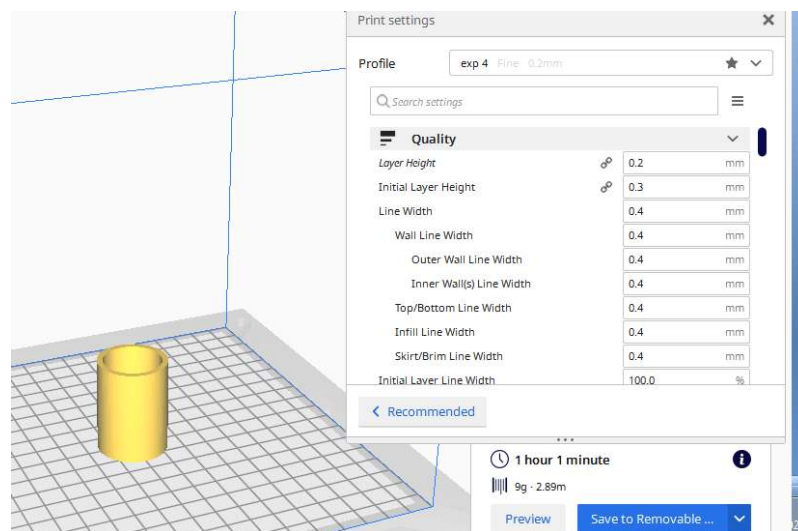 Print settings
Profile exp 4 Fine 0.2mm
Search settings
Quality
Layer Height 0.2 mm
Initial Layer Height 0.3 mm
Line Width 0.4 mm
Wall Line Width 0.4 mm
Outer Wall Line Width 0.4 mm
Inner Wall(s) Line Width 0.4 mm
Top/Bottom Line Width 0.4 mm
Infill Line Width 0.4 mm
Skirt/Brim Line Width 0.4 mm
Initial Layer Line Width 100.0 %
Recommended
1 hour 1 minute
9g · 2.89m
Preview Save to Removable ...